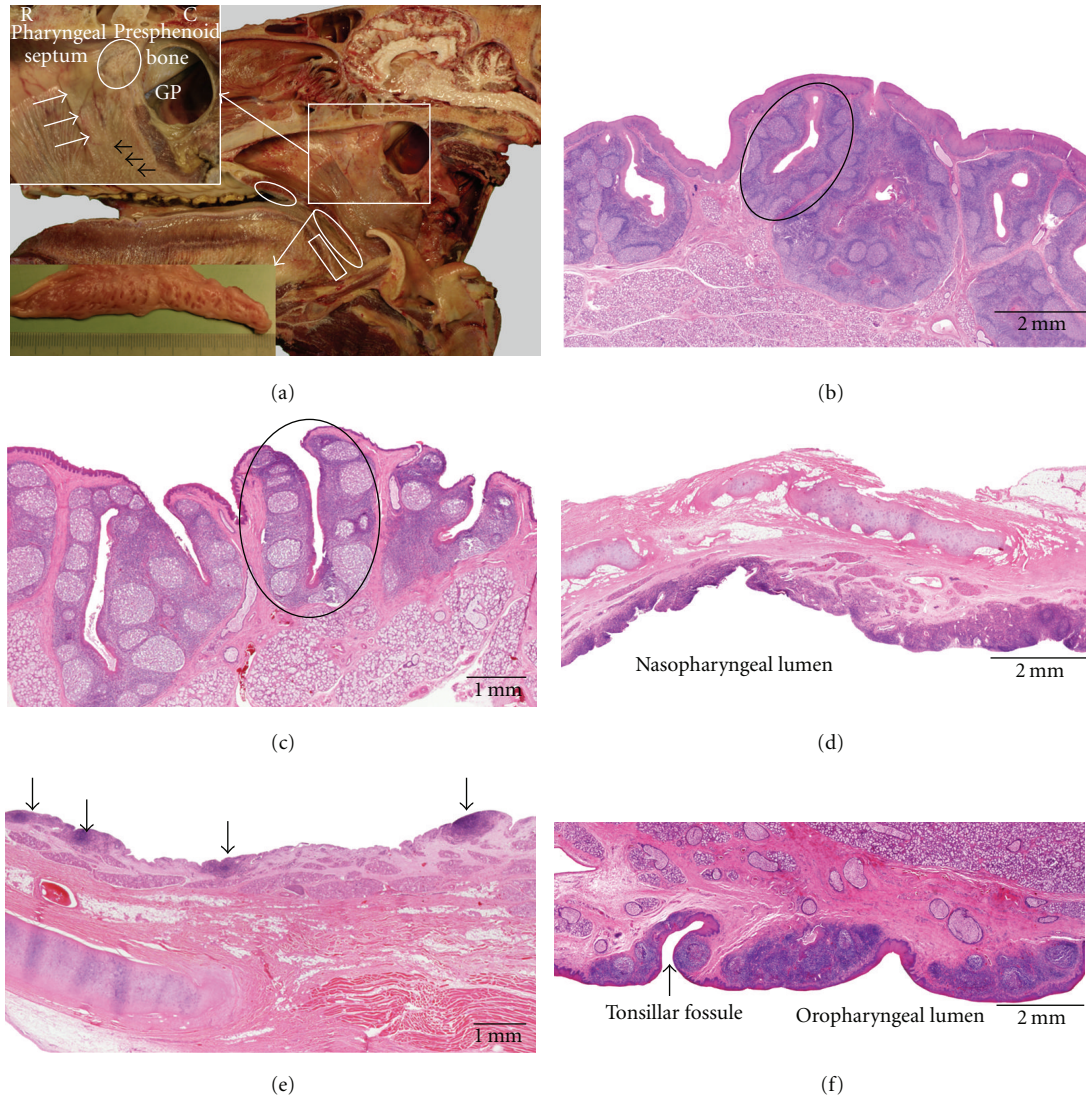 R C
Pharyngeal Presphenoid
septum bone
GP
(a)
2 mm
(b)
1 mm
(c)
Nasopharyngeal lumen
2 mm
(d)
1 mm
(e)
Tonsillar fossule
Oropharyngeal lumen
2 mm
(f)